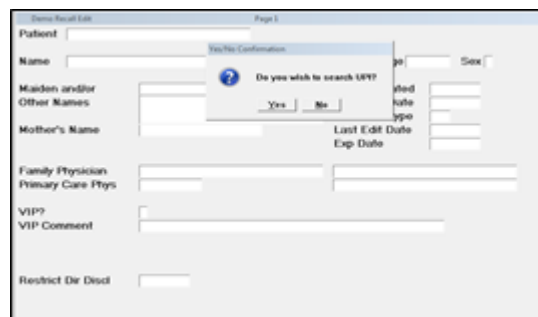 Demo Recall Edit Page 1
Patient
Yes/No Confirmation
Name Sex
Do you wish to search UPI?
Maiden and/or
Other Names
Yes No
Mother's Name Last Edit Date
Exp Date
Family Physician
Primary Care Phys
VIP?
VIP Comment
Restrict Dir Discl